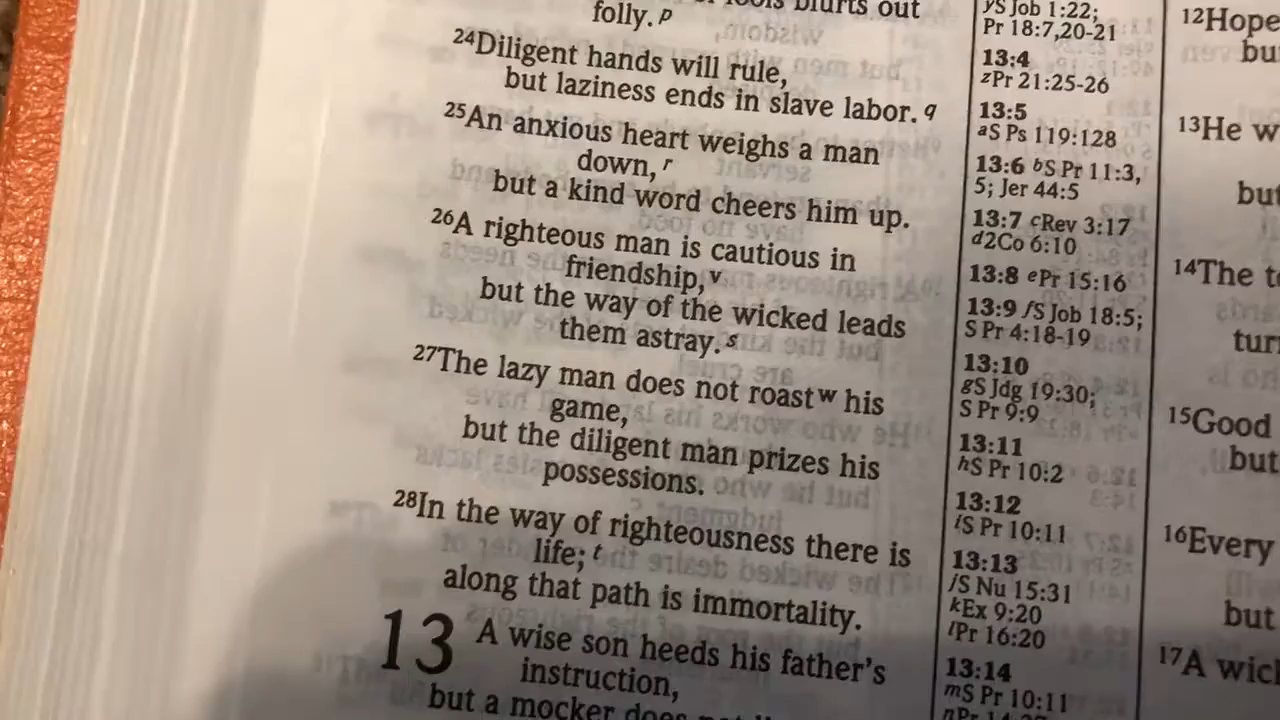 blurts out
folly. p
24Diligent hands will rule,
but laziness ends in slave labor. q
25An anxious heart weighs a man
down, r
but a kind word cheers him up.
26A righteous man is cautious in
friendship, v
but the way of the wicked leads
them astray. s
27The lazy man does not roast w his
game,
but the diligent man prizes his
possessions.
28In the way of righteousness there is
life; t
along that path is immortality.
13 A wise son heeds his father's
instruction,
but a mocker does not
yS Job 1:22;
Pr 18:7,20-21
13:4
zPr 21:25-26
13:5
aS Ps 119:128
13:6 bS Pr 11:3,
5; Jer 44:5
13:7 cRev 3:17
d2Co 6:10
13:8 ePr 15:16
13:9 fS Job 18:5;
S Pr 4:18-19
13:10
gS Jdg 19:30;
S Pr 9:9
13:11
hS Pr 10:2
13:12
iS Pr 10:11
13:13
jS Nu 15:31
kEx 9:20
lPr 16:20
13:14
mS Pr 10:11
12Hope
bu
13He w
but
14The t
tur
15Good
but
16Every
but
17A wic